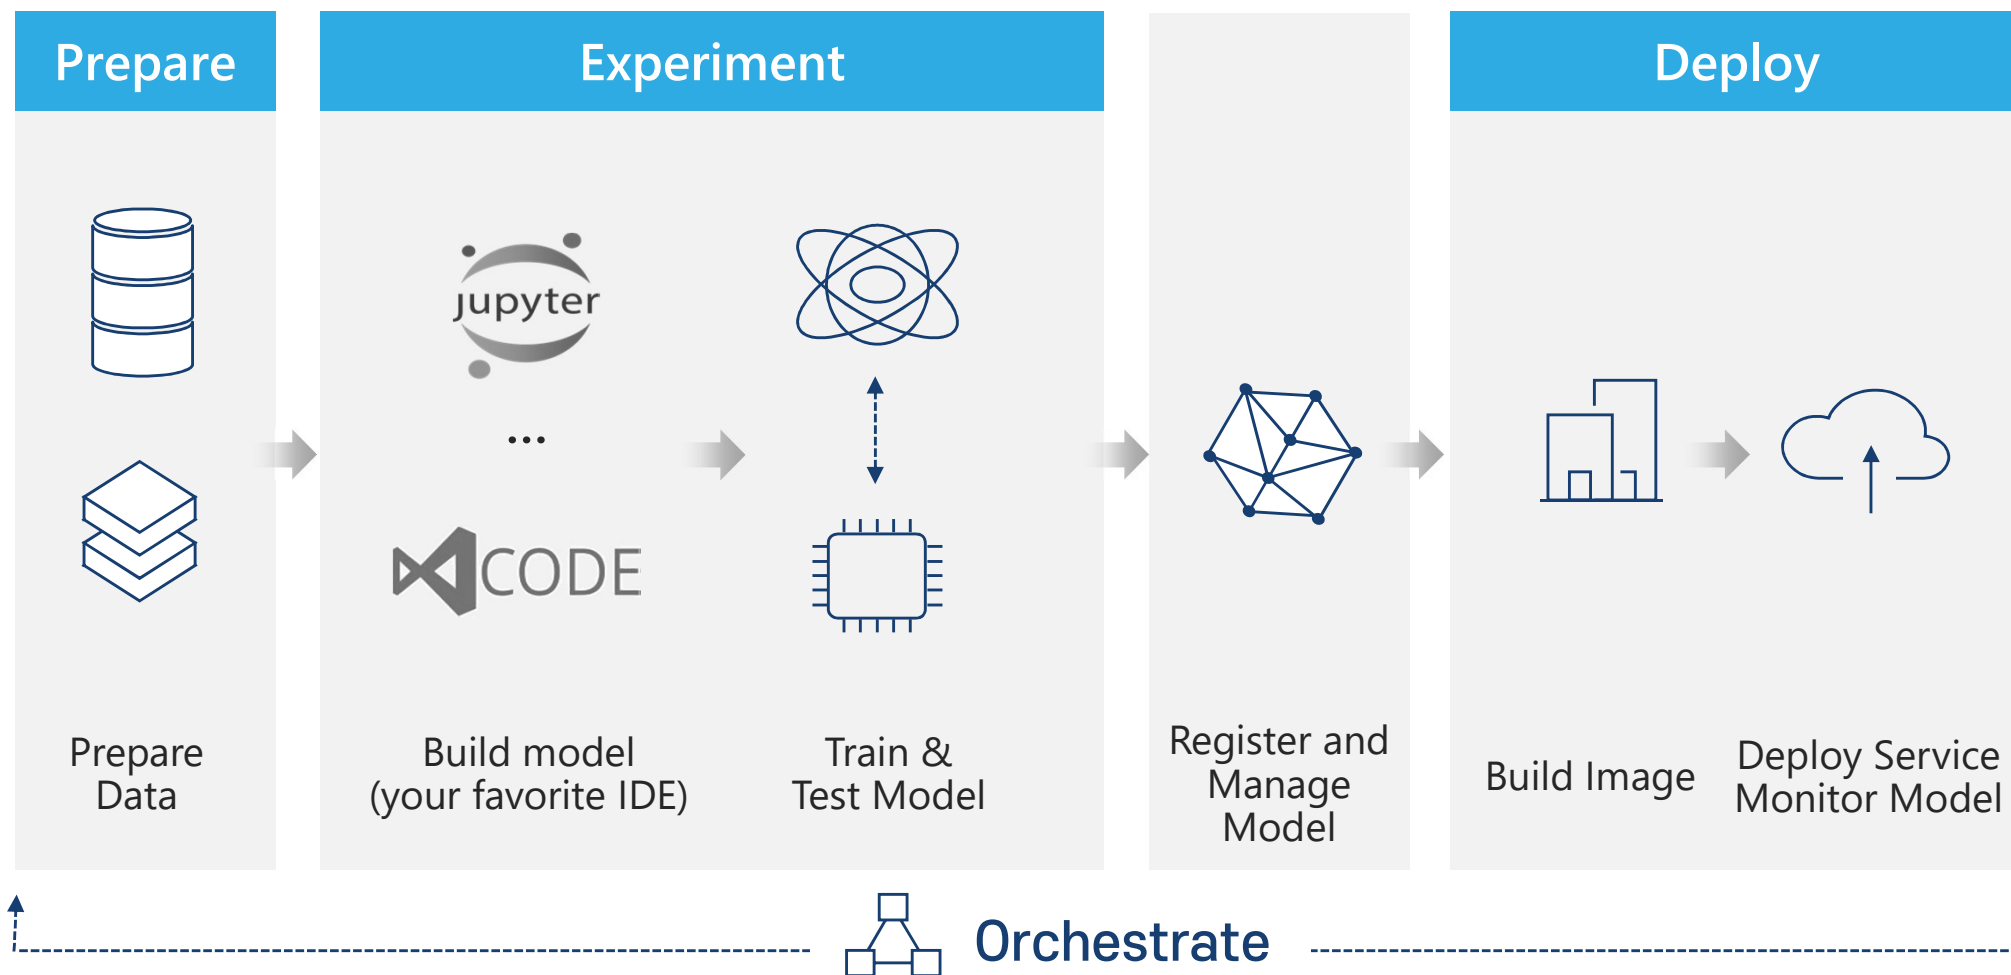 Prepare
Experiment
Deploy
jupyter
...
CODE
Prepare
Data
Build model
(your favorite IDE)
Train &
Test Model
Register and
Manage
Model
Build Image
Deploy Service
Monitor Model
Orchestrate